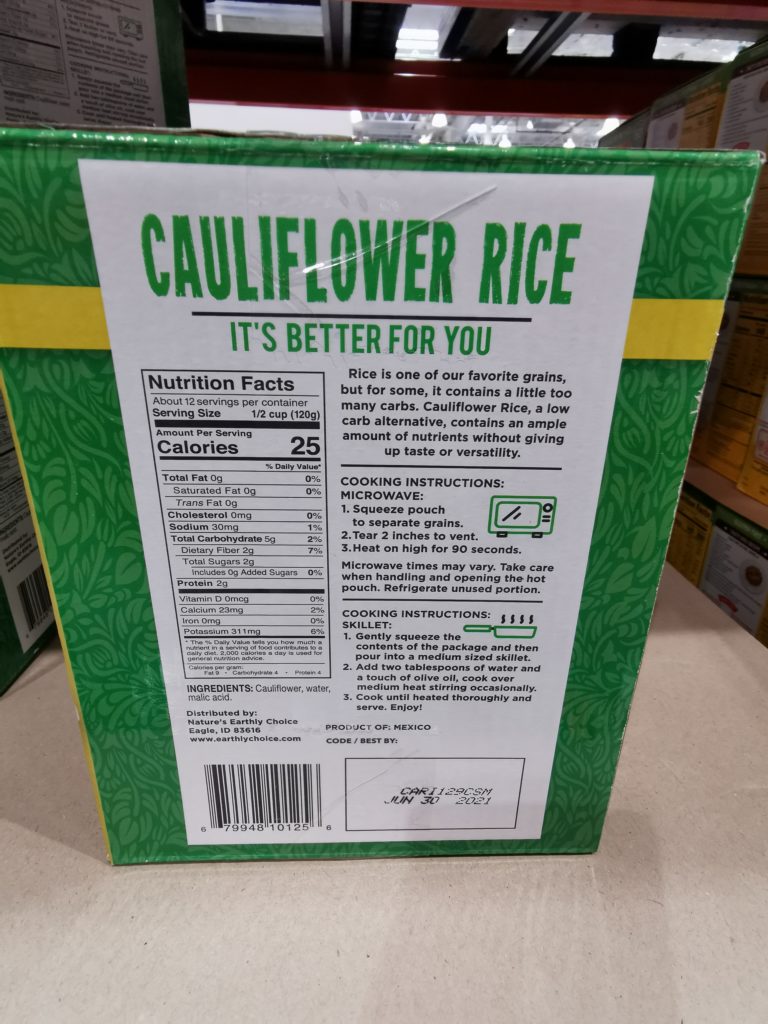 CAULIFLOWER RICE
IT'S BETTER FOR YOU
Nutrition Facts
About 12 servings per container
Serving Size 1/2 cup (120g)
Amount Per Serving
Calories 25
% Daily Value*
Total Fat 0g 0%
Saturated Fat 0g 0%
Trans Fat 0g
Cholesterol 0mg 0%
Sodium 30mg 1%
Total Carbohydrate 5g 2%
Dietary Fiber 2g 7%
Total Sugars 2g
Includes 0g Added Sugars 0%
Protein 2g
Vitamin D 0mcg 0%
Calcium 23mg 2%
Iron 0mg 0%
Potassium 311mg 6%
* The % Daily Value tells you how much a
nutrient in a serving of food contributes to a
daily diet. 2,000 calories a day is used for
general nutrition advice.
Calories per gram:
Fat 9 • Carbohydrate 4 • Protein 4
INGREDIENTS: Cauliflower, water,
malic acid.
Distributed by:
Nature's Earthly Choice
Eagle, ID 83616
www.earthlychoice.com
Rice is one of our favorite grains,
but for some, it contains a little too
many carbs. Cauliflower Rice, a low
carb alternative, contains an ample
amount of nutrients without giving
up taste or versatility.
COOKING INSTRUCTIONS:
MICROWAVE:
1. Squeeze pouch
to separate grains.
2. Tear 2 inches to vent.
3. Heat on high for 90 seconds.
Microwave times may vary. Take care
when handling and opening the hot
pouch. Refrigerate unused portion.
COOKING INSTRUCTIONS:
SKILLET:
1. Gently squeeze the
contents of the package and then
pour into a medium sized skillet.
2. Add two tablespoons of water and
a touch of olive oil, cook over
medium heat stirring occasionally.
3. Cook until heated thoroughly and
serve. Enjoy!
PRODUCT OF: MEXICO
CODE / BEST BY:
CARI129CSM
JUN 30 2021
6 79948 10125 6